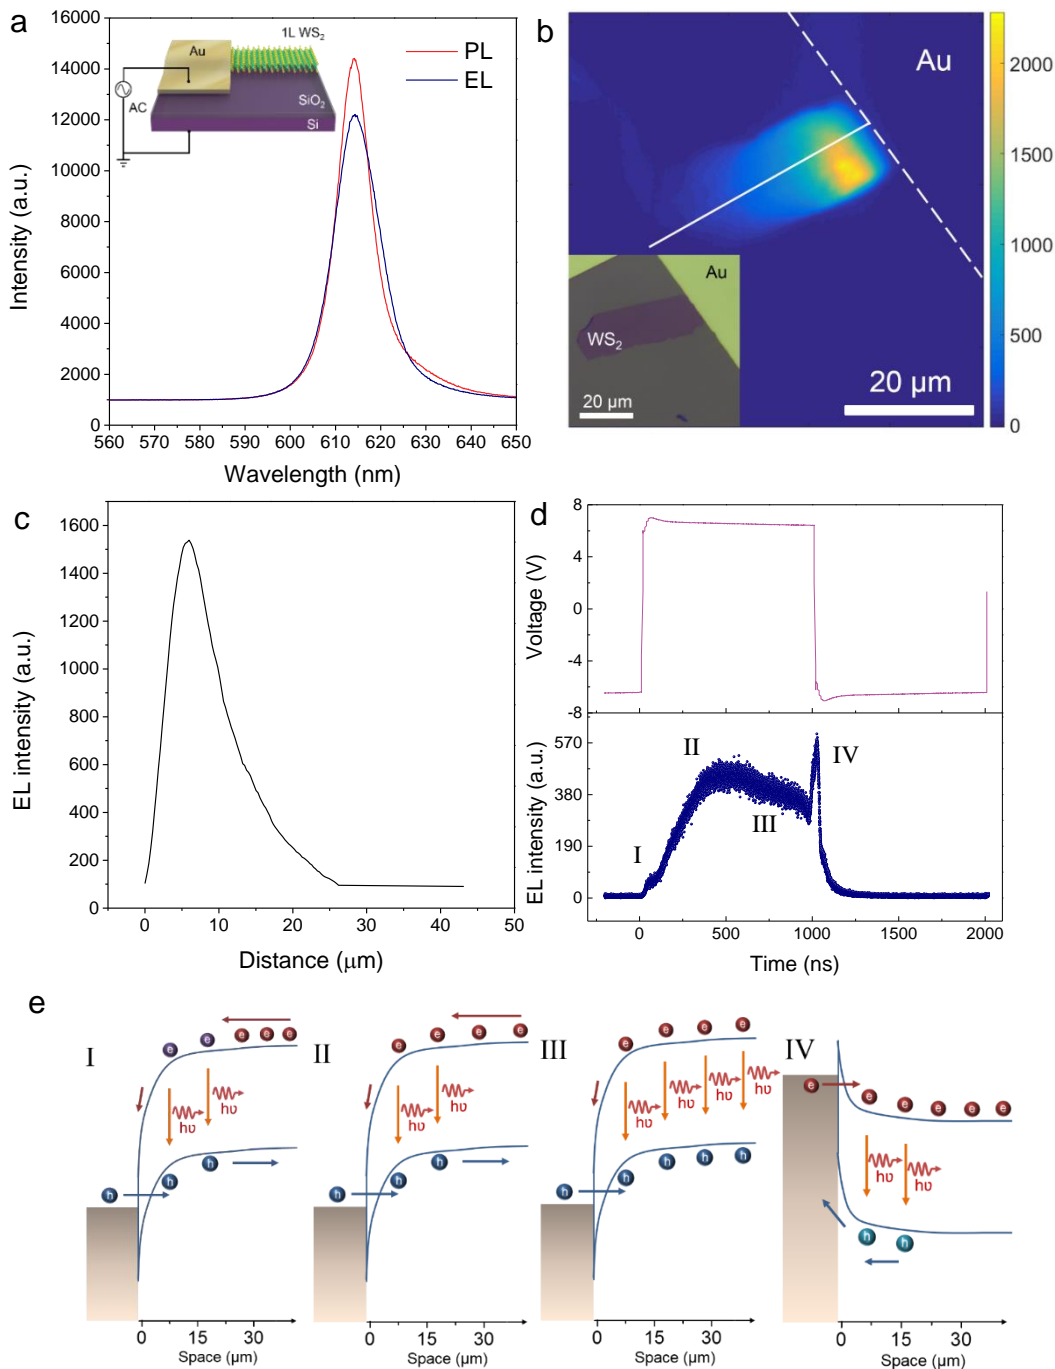 a
16000
14000
12000
10000
8000
6000
4000
2000
0
Intensity (a.u.)
560 570 580 590 600 610 620 630 640 650
Wavelength (nm)
PL
EL
1L WS2
Au
AC
SiO2
Si
b
Au
2000
1500
1000
500
0
20 μm
Au
WS2
20 μm
c
1600
1400
1200
1000
800
600
400
200
0
EL intensity (a.u.)
0 10 20 30 40 50
Distance (μm)
d
8
4
0
-4
-8
Voltage (V)
570
380
190
0
EL intensity (a.u.)
I
II
III
IV
0 500 1000 1500 2000
Time (ns)
e
I
e e e e e
hυ hυ
h h h
0 15 30
Space (μm)
II
e e e e
hυ hυ
h h h
0 15 30
Space (μm)
III
e e e e
hυ hυ hυ hυ
h h h h h
0 15 30
Space (μm)
IV
e e e e e e
hυ hυ
h h
0 15 30
Space (μm)